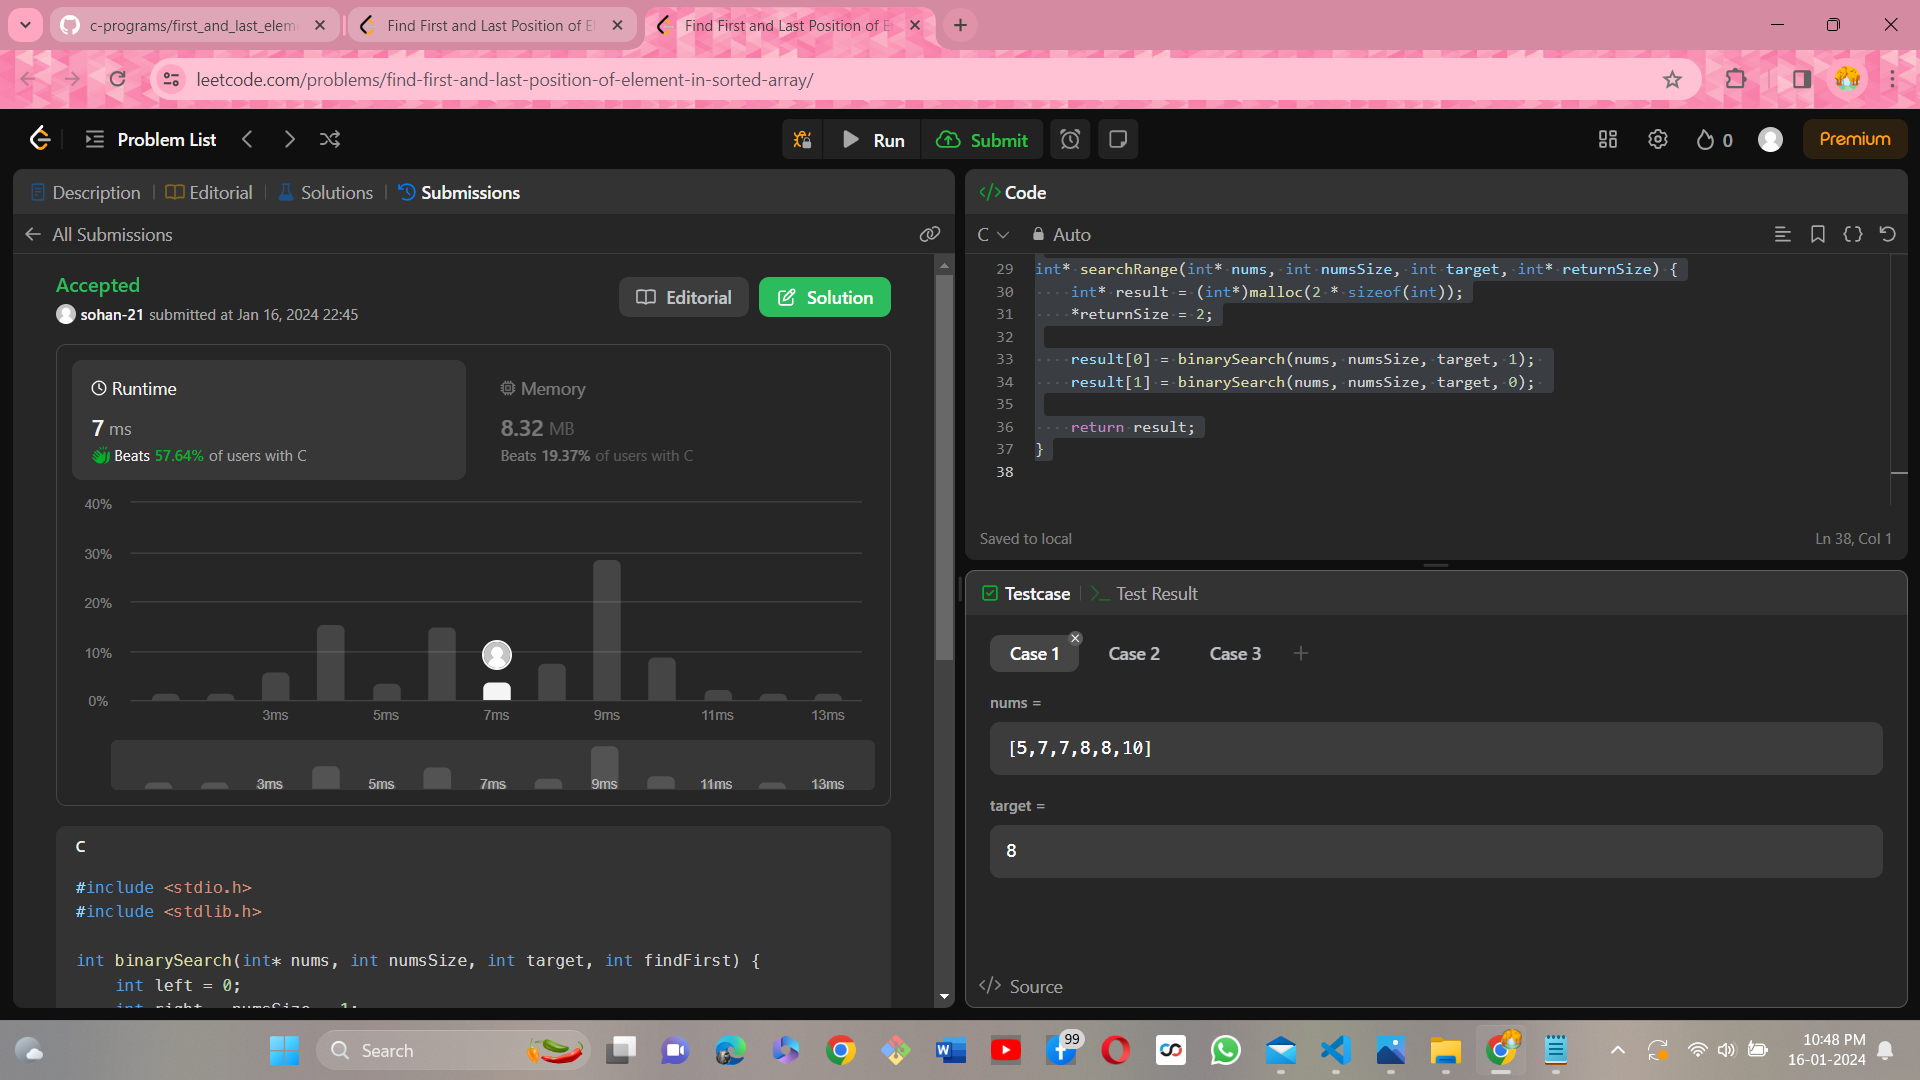 c-programs/first_and_last_elem
Find First and Last Position of El
Find First and Last Position of El
leetcode.com/problems/find-first-and-last-position-of-element-in-sorted-array/
Problem List
Run
Submit
0
Premium
Description
Editorial
Solutions
Submissions
</> Code
All Submissions
C
Auto
Accepted
sohan-21 submitted at Jan 16, 2024 22:45
Editorial
Solution
Runtime
7 ms
Beats 57.64% of users with C
Memory
8.32 MB
Beats 19.37% of users with C
40%
30%
20%
10%
0%
3ms 5ms 7ms 9ms 11ms 13ms
3ms 5ms 7ms 9ms 11ms 13ms
C
#include <stdio.h>
#include <stdlib.h>
int binarySearch(int* nums, int numsSize, int target, int findFirst) {
int left = 0;
int right = numsSize - 1;
29 int* searchRange(int* nums, int numsSize, int target, int* returnSize) {
30 int* result = (int*)malloc(2 * sizeof(int));
31 *returnSize = 2;
32
33 result[0] = binarySearch(nums, numsSize, target, 1);
34 result[1] = binarySearch(nums, numsSize, target, 0);
35
36 return result;
37 }
38
Saved to local
Ln 38, Col 1
Testcase
Test Result
Case 1
Case 2
Case 3
nums =
[5,7,7,8,8,10]
target =
8
</> Source
Search
99
10:48 PM
16-01-2024